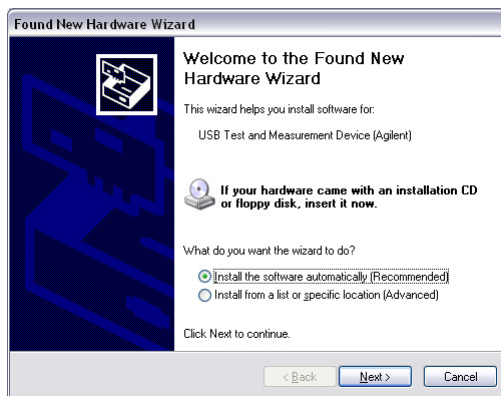 Found New Hardware Wizard
Welcome to the Found New
Hardware Wizard
This wizard helps you install software for:
USB Test and Measurement Device (Agilent)
If your hardware came with an installation CD
or floppy disk, insert it now.
What do you want the wizard to do?
Install the software automatically (Recommended)
Install from a list or specific location (Advanced)
Click Next to continue.
< Back
Next >
Cancel